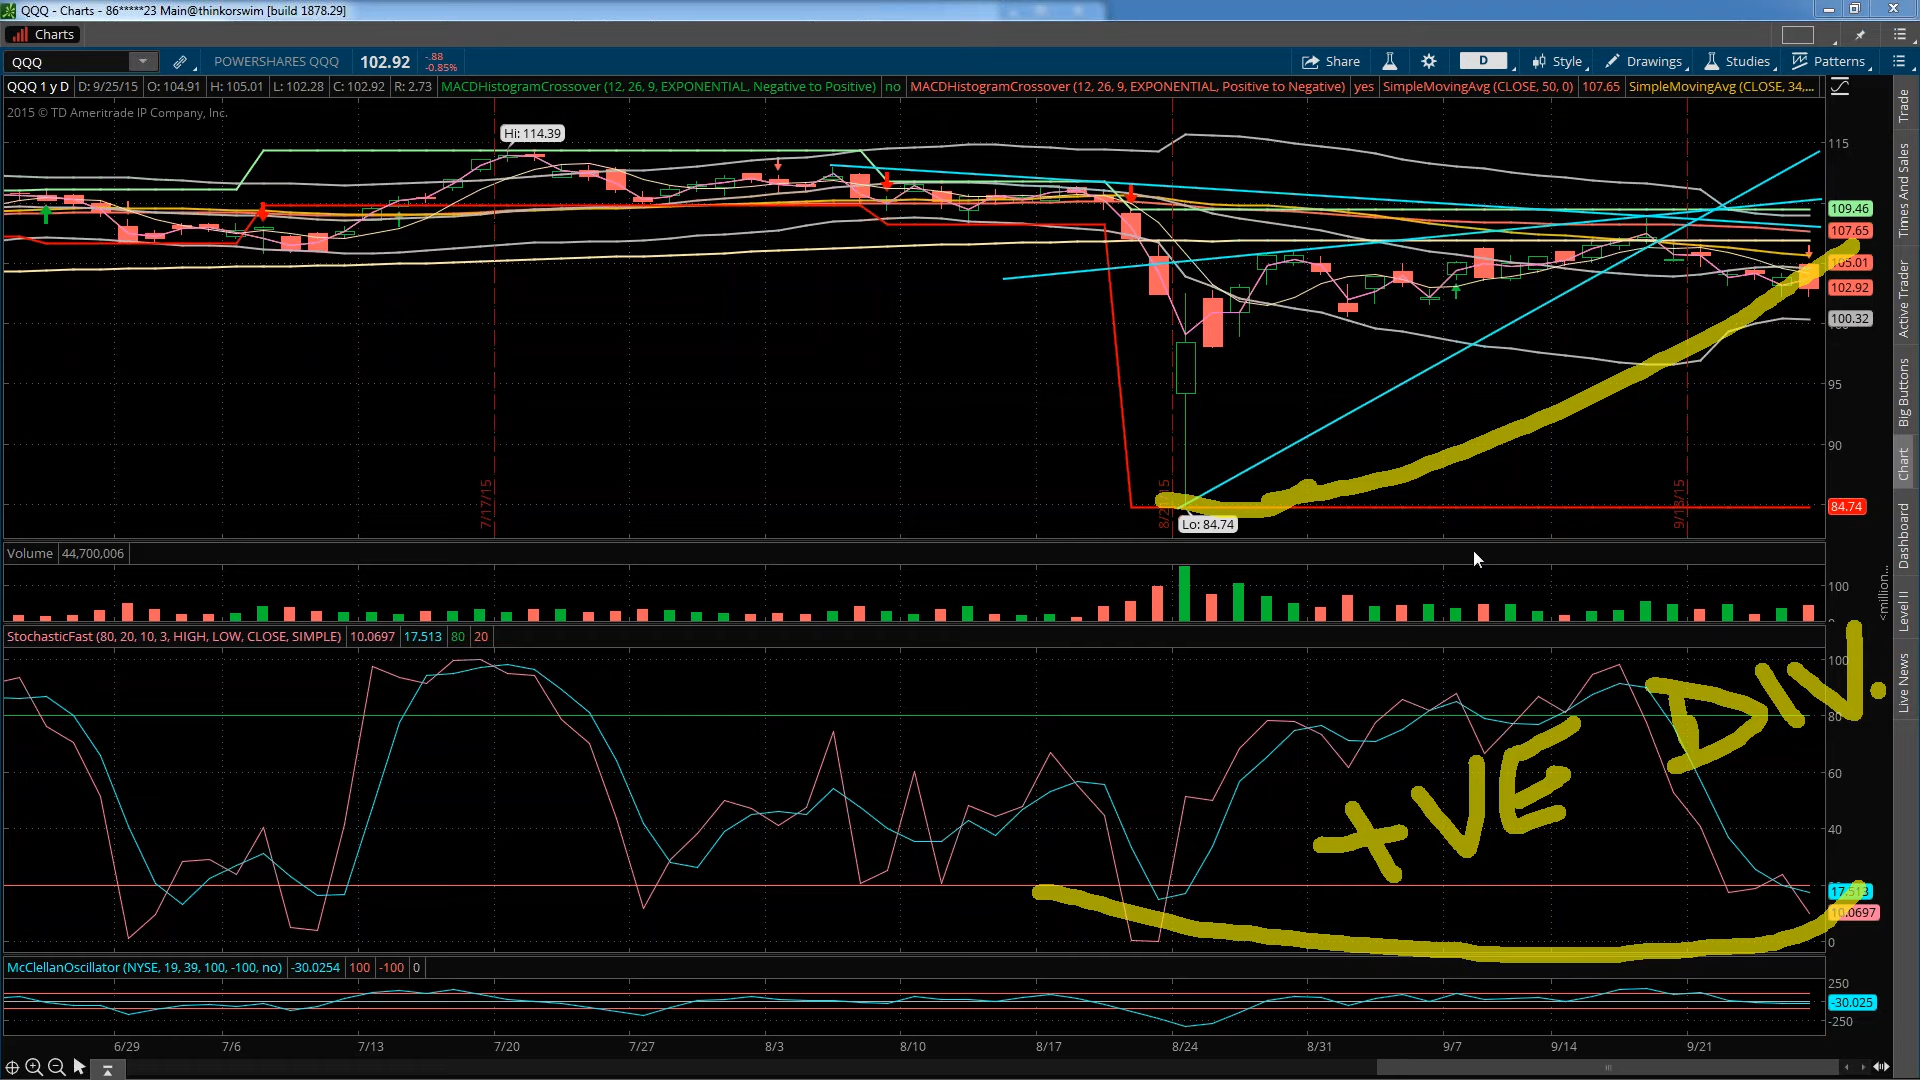 QQQ - Charts - 86*****23 Main@thinkorswim [build 1878.29]
Charts
QQQ POWERSHARES QQQ 102.92 -.88 -0.85% Share D Style Drawings Studies Patterns
QQQ 1 y D D: 9/25/15 O: 104.91 H: 105.01 L: 102.28 C: 102.92 R: 2.73 MACDHistogramCrossover (12, 26, 9, EXPONENTIAL, Negative to Positive) no MACDHistogramCrossover (12, 26, 9, EXPONENTIAL, Positive to Negative) yes SimpleMovingAvg (CLOSE, 50, 0) 107.65 SimpleMovingAvg (CLOSE, 34,...
2015 © TD Ameritrade IP Company, Inc.
Hi: 114.39
115
109.46
107.65
105.01
102.92
100.32
95
90
84.74
7/17/15
Lo: 84.74
Volume 44,700,006
100
<million...
StochasticFast (80, 20, 10, 3, HIGH, LOW, CLOSE, SIMPLE) 10.0697 17.513 80 20
100
80
60
40
17.513
10.0697
0
+VE DIV.
McClellanOscillator (NYSE, 19, 39, 100, -100, no) -30.0254 100 -100 0
250
-30.025
-250
6/29 7/6 7/13 7/20 7/27 8/3 8/10 8/17 8/24 8/31 9/7 9/14 9/21
Trade
Times And Sales
Active Trader
Big Buttons
Chart
Dashboard
Level II
Live News